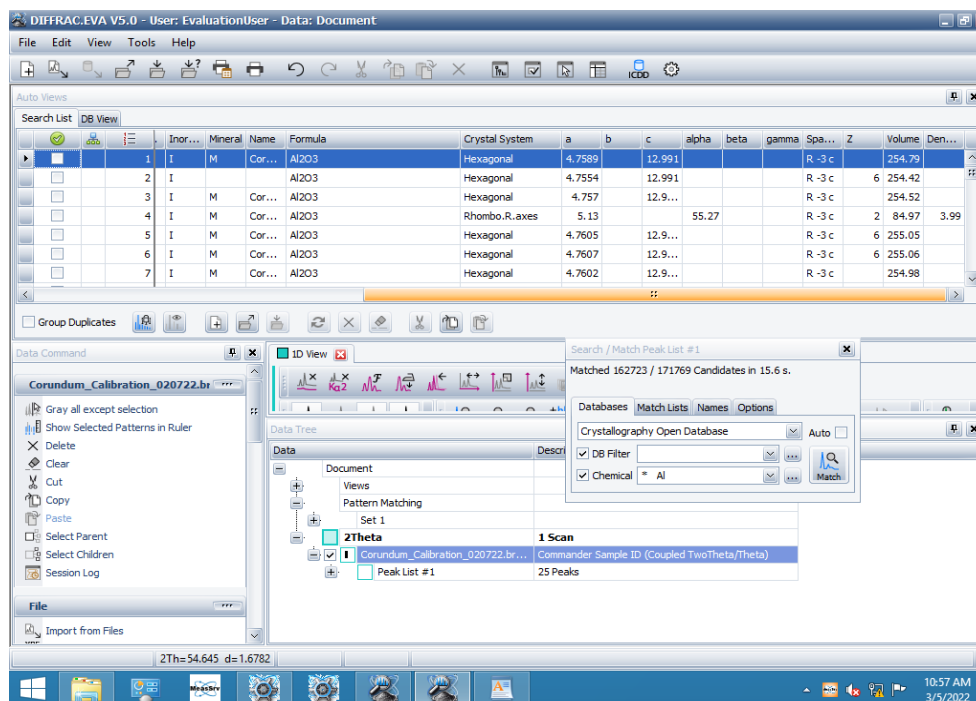 DIFFRAC.EVA V5.0 - User: EvaluationUser - Data: Document
File Edit View Tools Help
ICDD
Auto Views
Search List DB View
Inor... Mineral Name Formula Crystal System a b c alpha beta gamma Spa... Z Volume Den...
1 I M Cor... Al2O3 Hexagonal 4.7589 12.991 R -3 c 254.79
2 I Al2O3 Hexagonal 4.7554 12.991 R -3 c 6 254.42
3 I M Cor... Al2O3 Hexagonal 4.757 12.9... R -3 c 254.52
4 I M Cor... Al2O3 Rhombo.R.axes 5.13 55.27 R -3 c 2 84.97 3.99
5 I M Cor... Al2O3 Hexagonal 4.7605 12.9... R -3 c 6 255.05
6 I M Cor... Al2O3 Hexagonal 4.7607 12.9... R -3 c 6 255.06
7 I M Cor... Al2O3 Hexagonal 4.7602 12.9... R -3 c 254.98
Group Duplicates
Data Command
Corundum_Calibration_020722.br
Gray all except selection
Show Selected Patterns in Ruler
Delete
Clear
Cut
Copy
Paste
Select Parent
Select Children
Session Log
File
Import from Files
1D View
Kα2
Data Tree
Data Descri
Document
Views
Pattern Matching
Set 1
2Theta 1 Scan
Corundum_Calibration_020722.br... Commander Sample ID (Coupled TwoTheta/Theta)
Peak List #1 25 Peaks
Search / Match Peak List #1
Matched 162723 / 171769 Candidates in 15.6 s.
Databases Match Lists Names Options
Crystallography Open Database Auto
DB Filter
Chemical * Al
Match
2Th=54.645 d=1.6782
MeasSrv
10:57 AM
3/5/2022